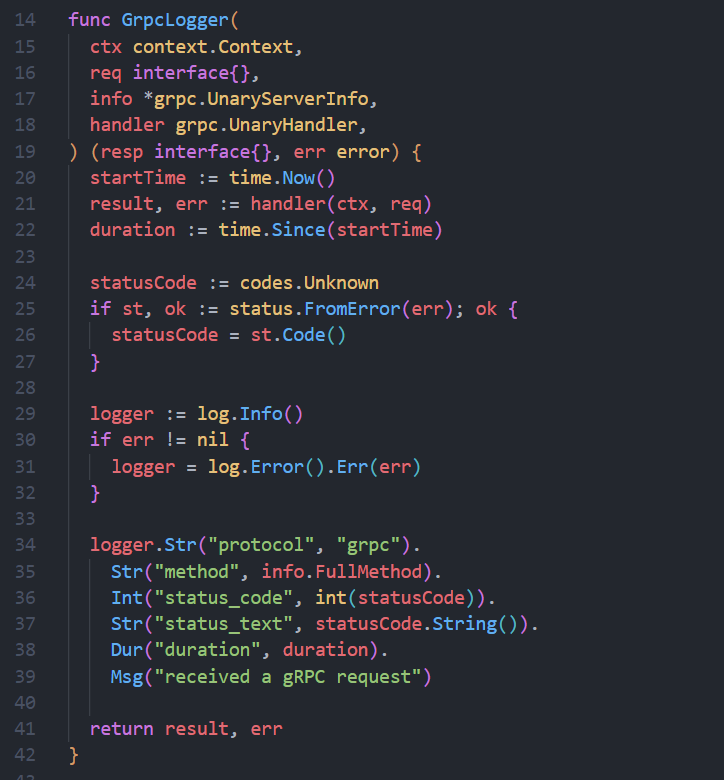 14 func GrpcLogger(
15   ctx context.Context,
16   req interface{},
17   info *grpc.UnaryServerInfo,
18   handler grpc.UnaryHandler,
19 ) (resp interface{}, err error) {
20   startTime := time.Now()
21   result, err := handler(ctx, req)
22   duration := time.Since(startTime)
23
24   statusCode := codes.Unknown
25   if st, ok := status.FromError(err); ok {
26     statusCode = st.Code()
27   }
28
29   logger := log.Info()
30   if err != nil {
31     logger = log.Error().Err(err)
32   }
33
34   logger.Str("protocol", "grpc").
35     Str("method", info.FullMethod).
36     Int("status_code", int(statusCode)).
37     Str("status_text", statusCode.String()).
38     Dur("duration", duration).
39     Msg("received a gRPC request")
40
41   return result, err
42 }